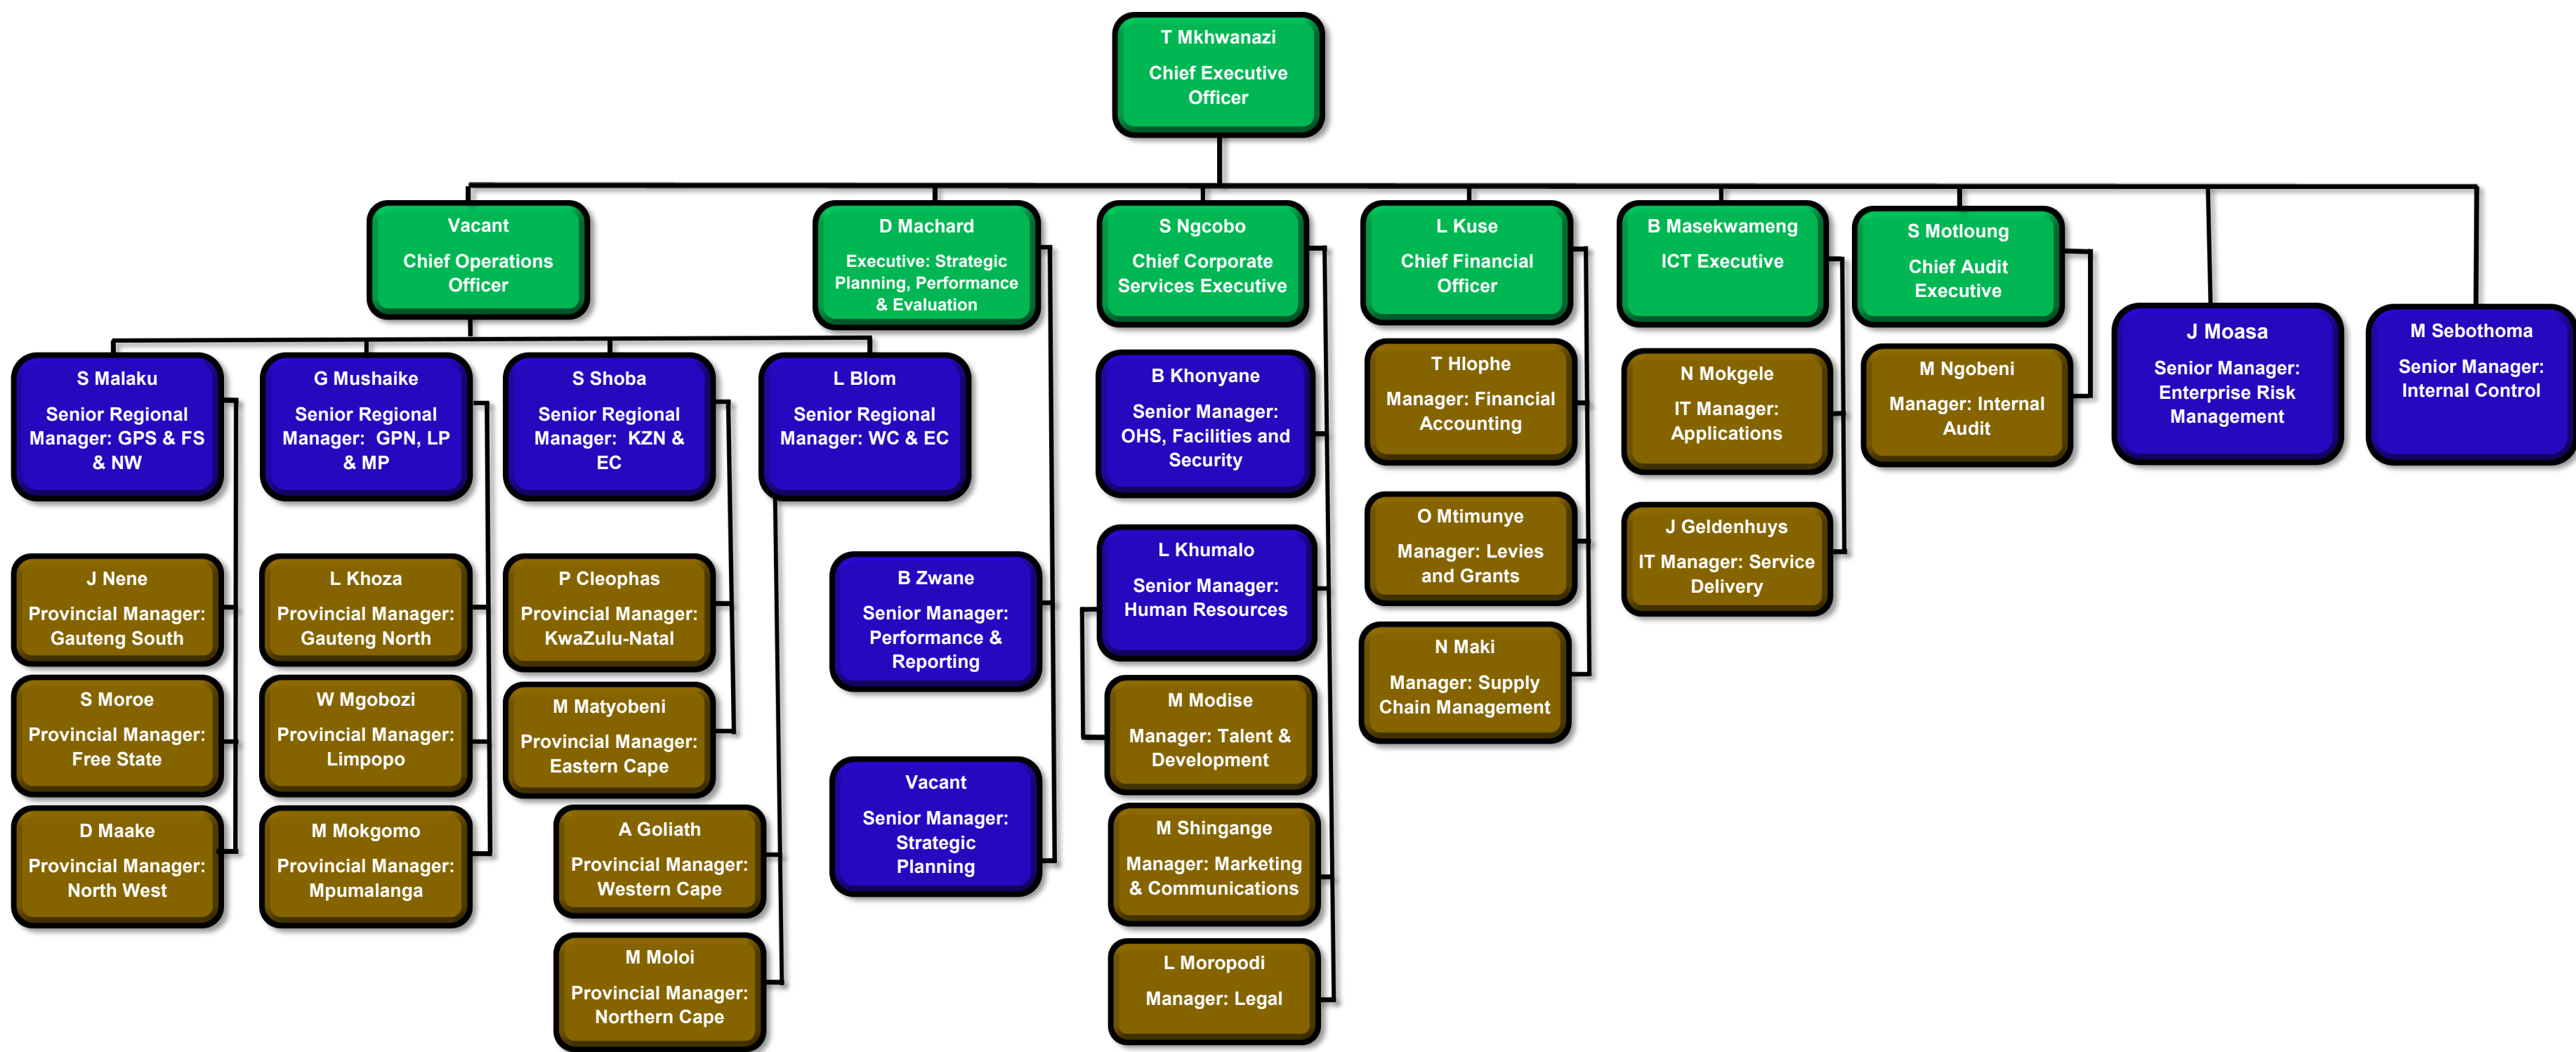 T Mkhwanazi
Chief Executive
Officer
Vacant
Chief Operations
Officer
D Machard
Executive: Strategic
Planning, Performance
& Evaluation
S Ngcobo
Chief Corporate
Services Executive
L Kuse
Chief Financial
Officer
B Masekwameng
ICT Executive
S Motloung
Chief Audit
Executive
J Moasa
Senior Manager:
Enterprise Risk
Management
M Sebothoma
Senior Manager:
Internal Control
S Malaku
Senior Regional
Manager: GPS & FS
& NW
G Mushaike
Senior Regional
Manager: GPN, LP
& MP
S Shoba
Senior Regional
Manager: KZN &
EC
L Blom
Senior Regional
Manager: WC & EC
B Khonyane
Senior Manager:
OHS, Facilities and
Security
T Hlophe
Manager: Financial
Accounting
N Mokgele
IT Manager:
Applications
M Ngobeni
Manager: Internal
Audit
O Mtimunye
Manager: Levies
and Grants
J Geldenhuys
IT Manager: Service
Delivery
J Nene
Provincial Manager:
Gauteng South
L Khoza
Provincial Manager:
Gauteng North
P Cleophas
Provincial Manager:
KwaZulu-Natal
B Zwane
Senior Manager:
Performance &
Reporting
L Khumalo
Senior Manager:
Human Resources
N Maki
Manager: Supply
Chain Management
S Moroe
Provincial Manager:
Free State
W Mgobozi
Provincial Manager:
Limpopo
M Matyobeni
Provincial Manager:
Eastern Cape
M Modise
Manager: Talent &
Development
Vacant
Senior Manager:
Strategic
Planning
D Maake
Provincial Manager:
North West
M Mokgomo
Provincial Manager:
Mpumalanga
A Goliath
Provincial Manager:
Western Cape
M Shingange
Manager: Marketing
& Communications
M Moloi
Provincial Manager:
Northern Cape
L Moropodi
Manager: Legal